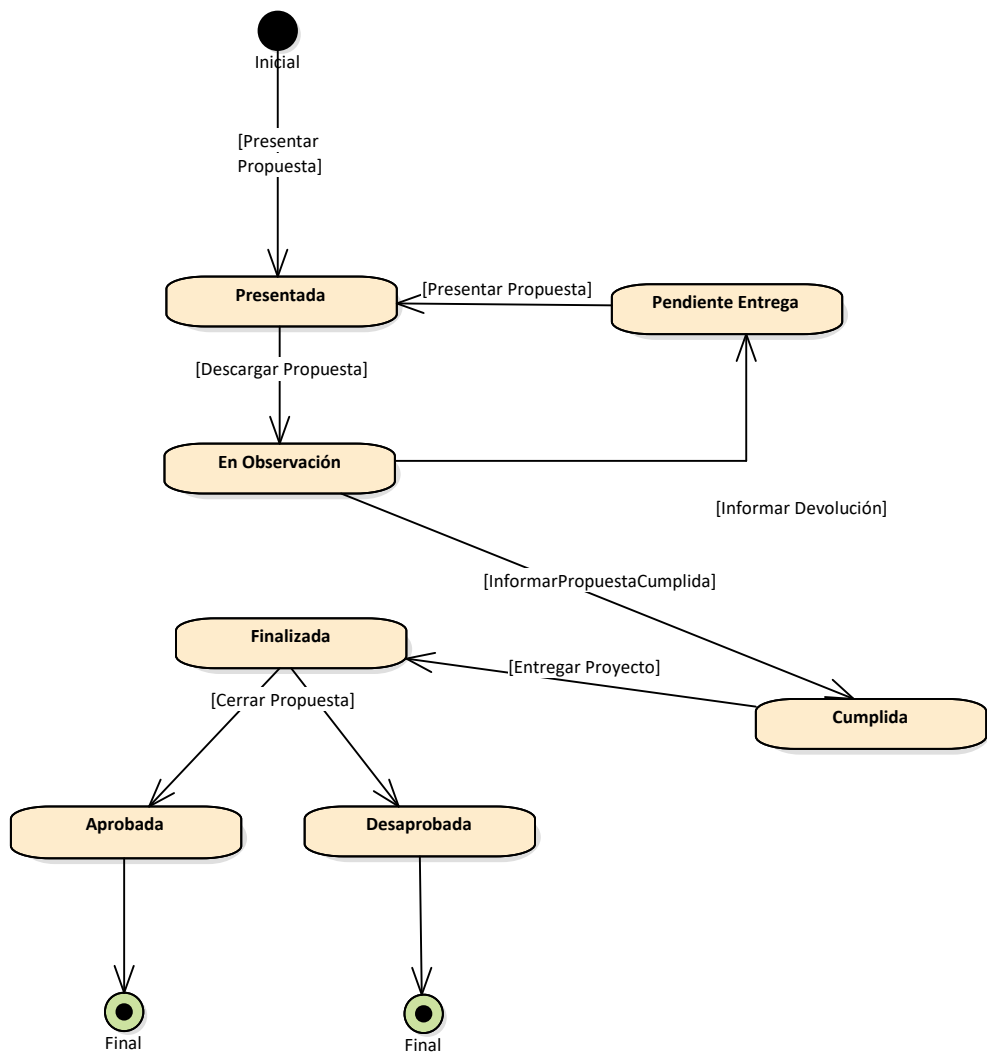 Inicial
[Presentar
Propuesta]
Presentada
[Presentar Propuesta]
Pendiente Entrega
[Descargar Propuesta]
En Observación
[Informar Devolución]
[InformarPropuestaCumplida]
Finalizada
[Entregar Proyecto]
[Cerrar Propuesta]
Cumplida
Aprobada
Desaprobada
Final
Final